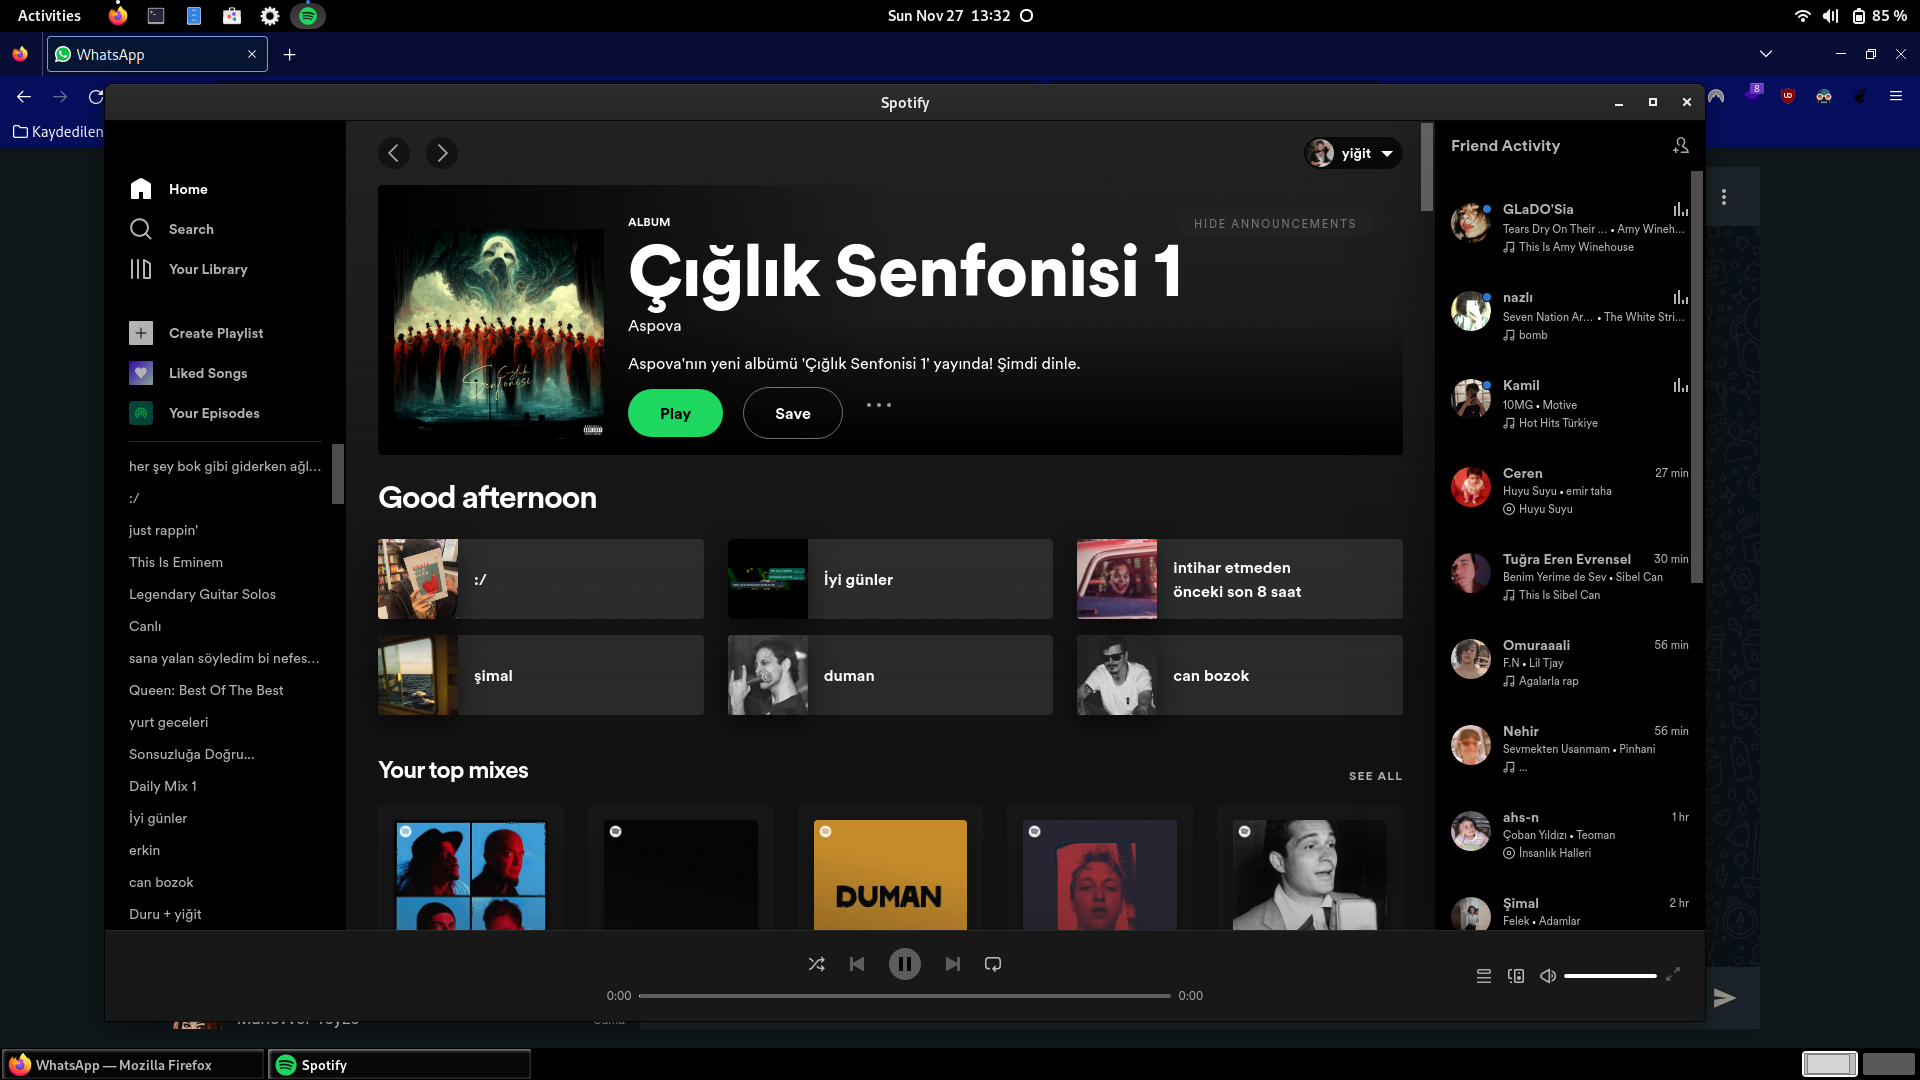 Activities
Sun Nov 27 13:32
85 %
WhatsApp
8
Kaydedilen
Spotify
Home
Search
Your Library
Create Playlist
Liked Songs
Your Episodes
her şey bok gibi giderken ağl...
:/
just rappin'
This Is Eminem
Legendary Guitar Solos
Canlı
sana yalan söyledim bi nefes...
Queen: Best Of The Best
yurt geceleri
Sonsuzluğa Doğru...
Daily Mix 1
İyi günler
erkin
can bozok
Duru + yiğit
yiğit
ALBUM
HIDE ANNOUNCEMENTS
Çığlık Senfonisi 1
Aspova
Aspova'nın yeni albümü 'Çığlık Senfonisi 1' yayında! Şimdi dinle.
Play
Save
Çığlık
Senfonisi
Good afternoon
:/
İyi günler
intihar etmeden
önceki son 8 saat
şimal
duman
can bozok
Your top mixes
SEE ALL
DUMAN
Friend Activity
GLaDO'Sia
Tears Dry On Their ... • Amy Wineh...
This Is Amy Winehouse
nazlı
Seven Nation Ar... • The White Stri...
bomb
Kamil
10MG • Motive
Hot Hits Türkiye
Ceren
27 min
Huyu Suyu • emir taha
Huyu Suyu
Tuğra Eren Evrensel
30 min
Benim Yerime de Sev • Sibel Can
This Is Sibel Can
Omuraaali
56 min
F.N • Lil Tjay
Agalarla rap
Nehir
56 min
Sevmekten Usanmam • Pinhani
...
ahs-n
1 hr
Çoban Yıldızı • Teoman
İnsanlık Halleri
Şimal
2 hr
Felek • Adamlar
0:00
0:00
WhatsApp — Mozilla Firefox
Spotify